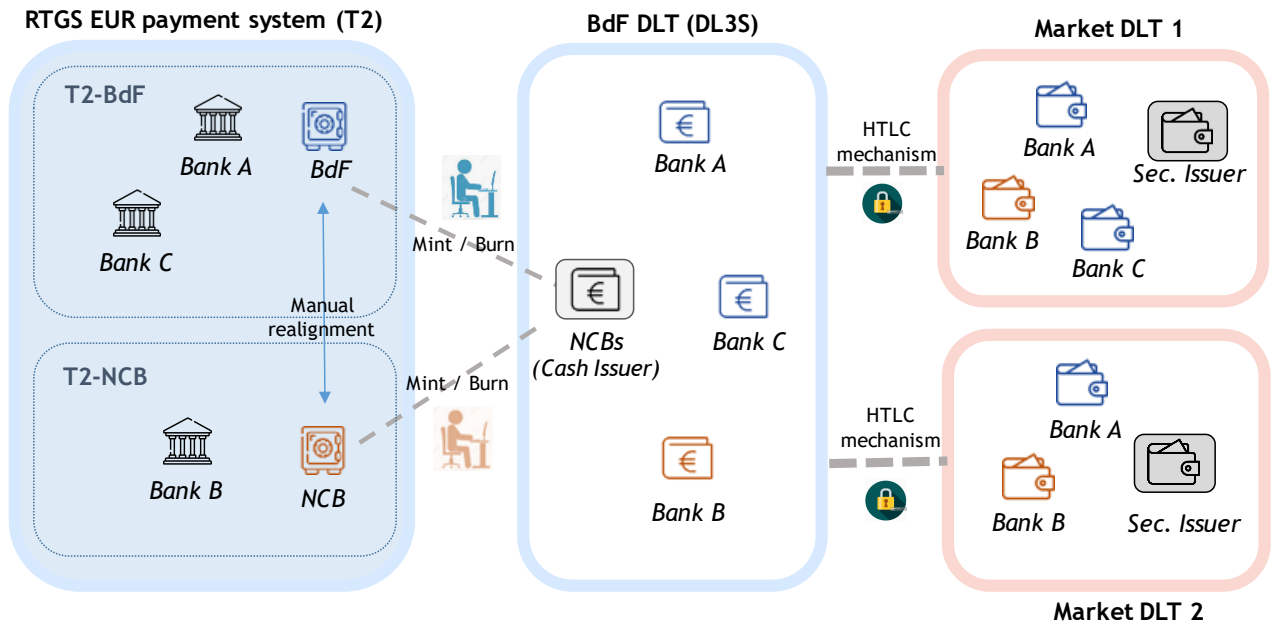 RTGS EUR payment system (T2)
T2-BdF
Bank A
BdF
Bank C
Manual
realignment
T2-NCB
Bank B
NCB
Mint / Burn
Mint / Burn
BdF DLT (DL3S)
€
Bank A
€
NCBs
(Cash Issuer)
€
Bank C
€
Bank B
HTLC
mechanism
HTLC
mechanism
Market DLT 1
Bank A
Sec. Issuer
Bank B
Bank C
Bank A
Bank B
Sec. Issuer
Market DLT 2